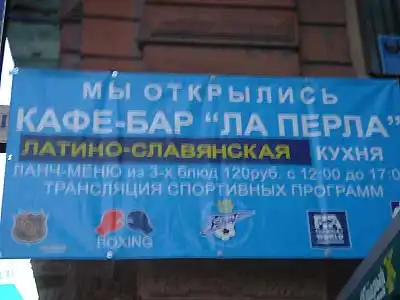 МЫ ОТКРЫЛИСЬ
КАФЕ-БАР "ЛА ПЕРЛА"
ЛАТИНО-СЛАВЯНСКАЯ КУХНЯ
ЛАНЧ-МЕНЮ из 3-х блюд 120руб. с 12:00 до 17:0
ТРАНСЛЯЦИЯ СПОРТИВНЫХ ПРОГРАММ
BOXING